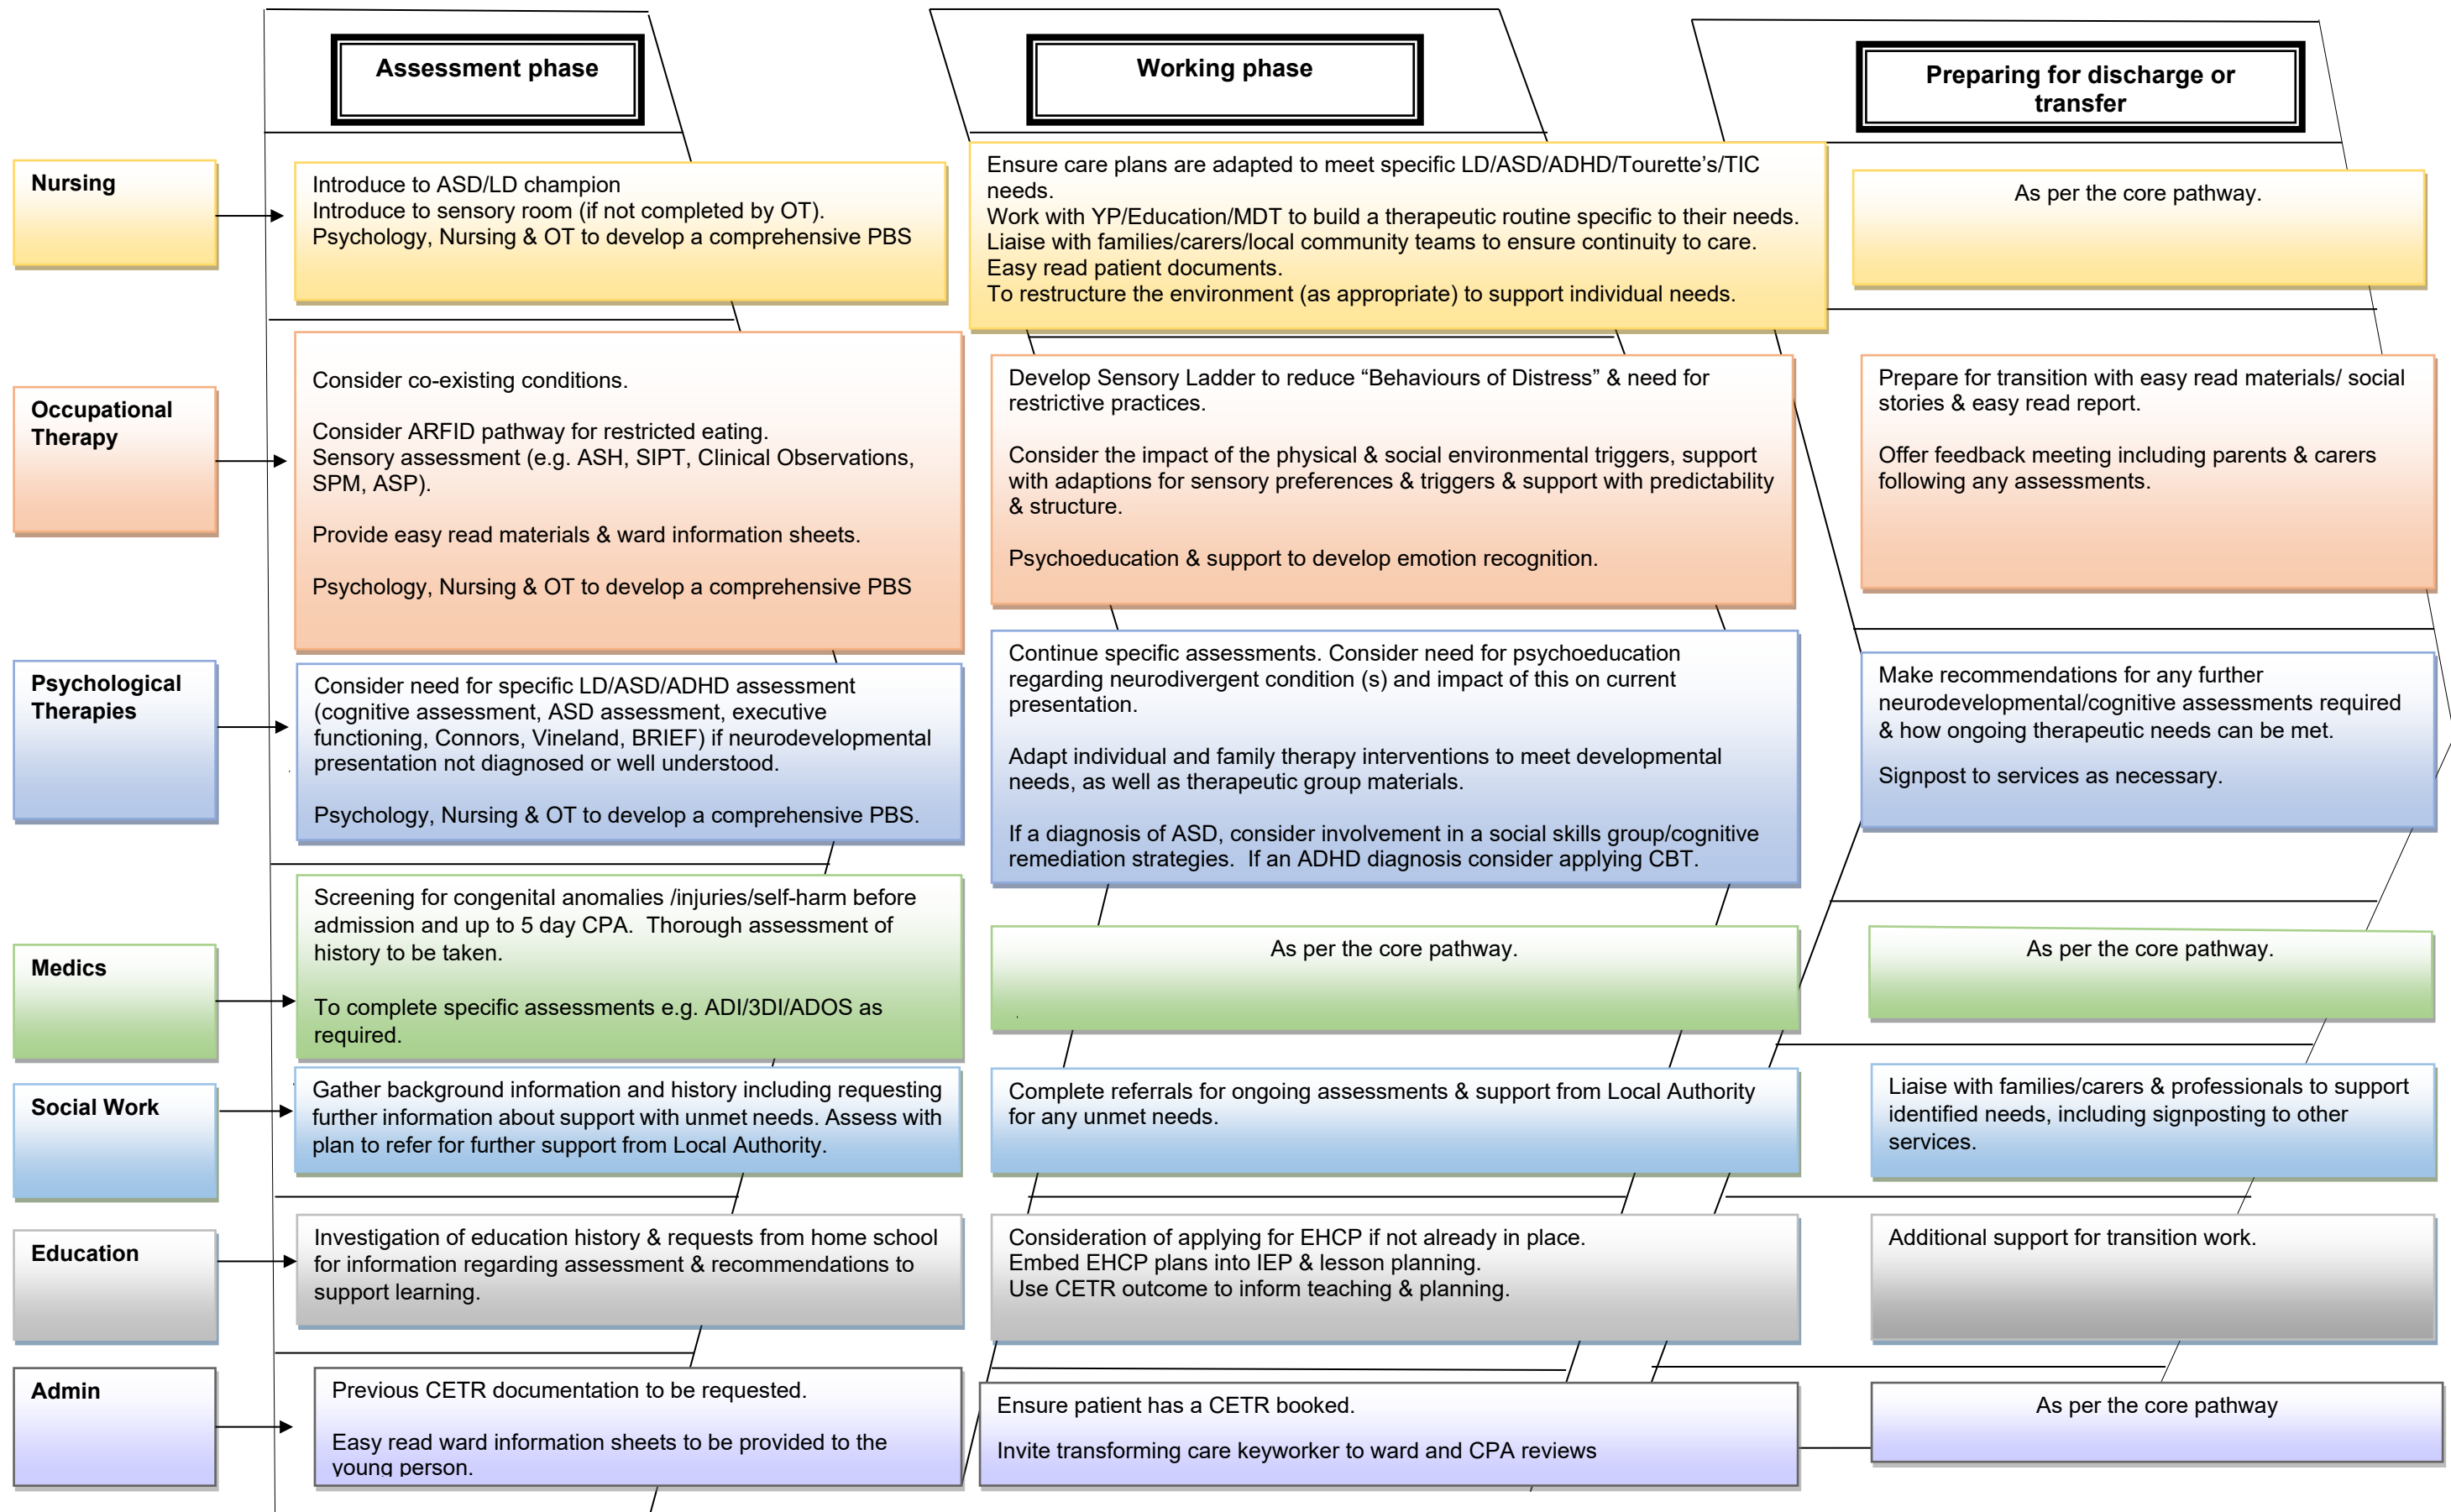 Assessment phase
Working phase
Preparing for discharge or
transfer
Nursing
Introduce to ASD/LD champion
Introduce to sensory room (if not completed by OT).
Psychology, Nursing & OT to develop a comprehensive PBS
Ensure care plans are adapted to meet specific LD/ASD/ADHD/Tourette’s/TIC
needs.
Work with YP/Education/MDT to build a therapeutic routine specific to their needs.
Liaise with families/carers/local community teams to ensure continuity to care.
Easy read patient documents.
To restructure the environment (as appropriate) to support individual needs.
As per the core pathway.
Occupational
Therapy
Consider co-existing conditions.
Consider ARFID pathway for restricted eating.
Sensory assessment (e.g. ASH, SIPT, Clinical Observations,
SPM, ASP).
Provide easy read materials & ward information sheets.
Psychology, Nursing & OT to develop a comprehensive PBS
Develop Sensory Ladder to reduce “Behaviours of Distress” & need for
restrictive practices.
Consider the impact of the physical & social environmental triggers, support
with adaptions for sensory preferences & triggers & support with predictability
& structure.
Psychoeducation & support to develop emotion recognition.
Prepare for transition with easy read materials/ social
stories & easy read report.
Offer feedback meeting including parents & carers
following any assessments.
Psychological
Therapies
Consider need for specific LD/ASD/ADHD assessment
(cognitive assessment, ASD assessment, executive
functioning, Connors, Vineland, BRIEF) if neurodevelopmental
presentation not diagnosed or well understood.
Psychology, Nursing & OT to develop a comprehensive PBS.
Continue specific assessments. Consider need for psychoeducation
regarding neurodivergent condition (s) and impact of this on current
presentation.
Adapt individual and family therapy interventions to meet developmental
needs, as well as therapeutic group materials.
If a diagnosis of ASD, consider involvement in a social skills group/cognitive
remediation strategies.  If an ADHD diagnosis consider applying CBT.
Make recommendations for any further
neurodevelopmental/cognitive assessments required
& how ongoing therapeutic needs can be met.
Signpost to services as necessary.
Medics
Screening for congenital anomalies /injuries/self-harm before
admission and up to 5 day CPA.  Thorough assessment of
history to be taken.
To complete specific assessments e.g. ADI/3DI/ADOS as
required.
As per the core pathway.
.
As per the core pathway.
Social Work
Gather background information and history including requesting
further information about support with unmet needs. Assess with
plan to refer for further support from Local Authority.
Complete referrals for ongoing assessments & support from Local Authority
for any unmet needs.
Liaise with families/carers & professionals to support
identified needs, including signposting to other
services.
Education
Investigation of education history & requests from home school
for information regarding assessment & recommendations to
support learning.
Consideration of applying for EHCP if not already in place.
Embed EHCP plans into IEP & lesson planning.
Use CETR outcome to inform teaching & planning.
Additional support for transition work.
Admin
Previous CETR documentation to be requested.
Easy read ward information sheets to be provided to the
young person.
Ensure patient has a CETR booked.
Invite transforming care keyworker to ward and CPA reviews
As per the core pathway